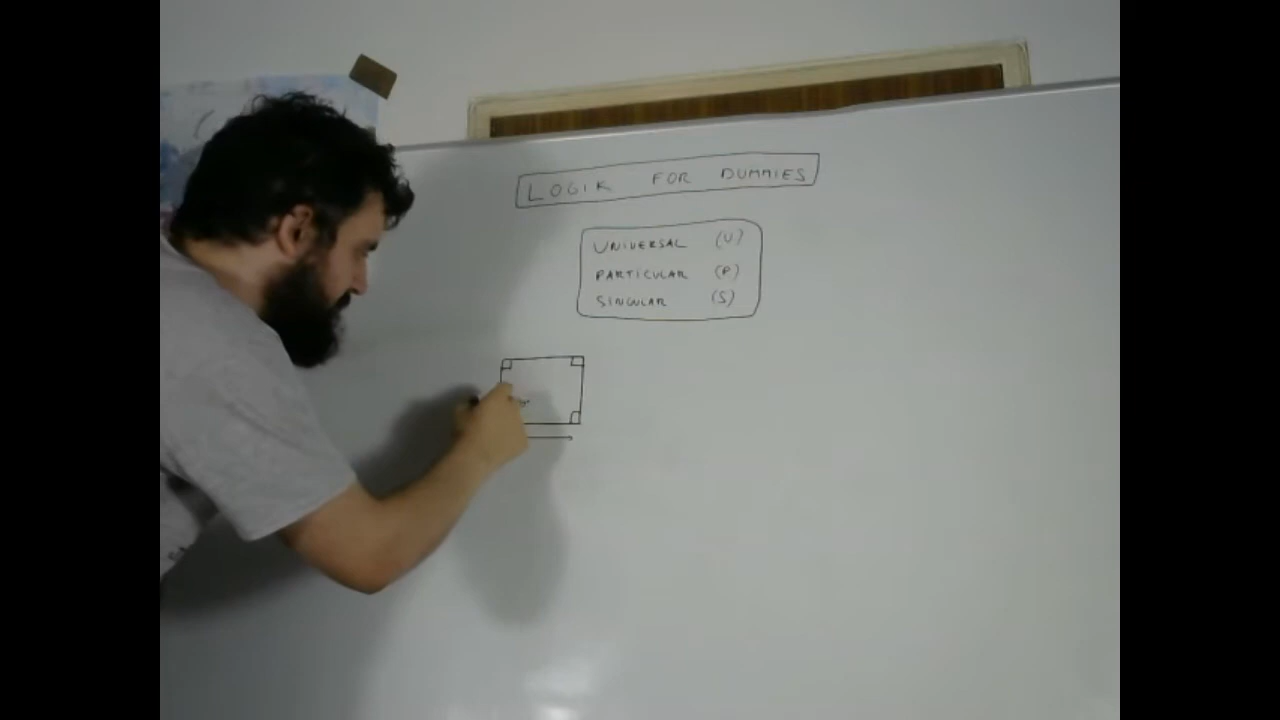 LOGIK FOR DUMMIES
UNIVERSAL (U)
PARTICULAR (P)
SINGULAR (S)